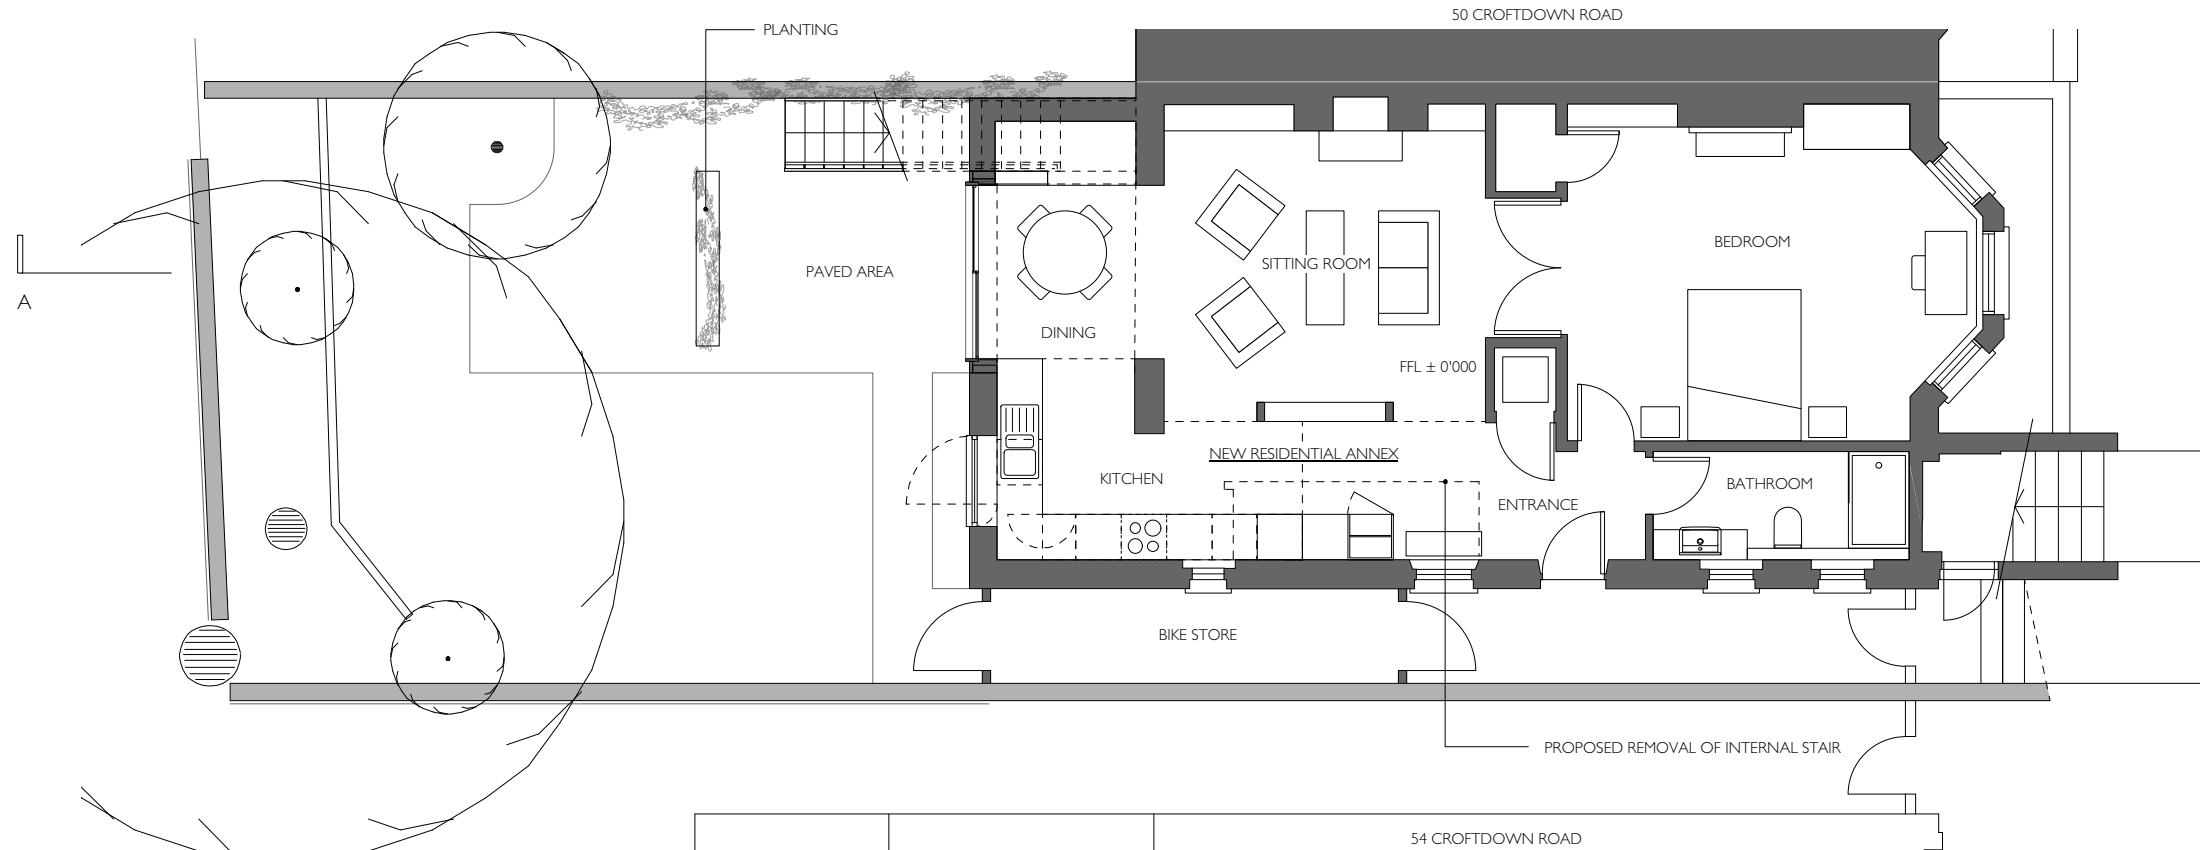 50 CROFTDOWN ROAD
PLANTING
BEDROOM
SITTING ROOM
PAVED AREA
A
DINING
FFL ± 0'000
NEW RESIDENTIAL ANNEX
KITCHEN
BATHROOM
ENTRANCE
BIKE STORE
PROPOSED REMOVAL OF INTERNAL STAIR
54 CROFTDOWN ROAD